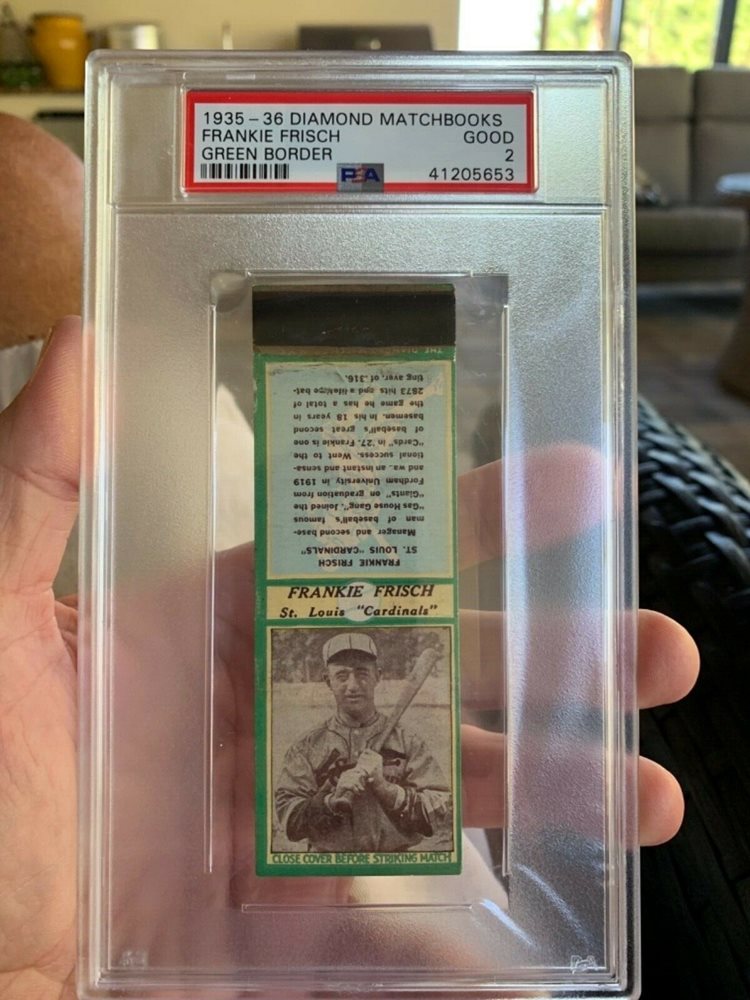 1935-36 DIAMOND MATCHBOOKS
FRANKIE FRISCH GOOD
GREEN BORDER 2
PSA 41205653
FRANKIE FRISCH
ST. LOUIS "CARDINALS"
Manager and second base-
man of baseball's famous
"Gas House Gang". Joined the
"Giants" on graduation from
Fordham University in 1919
and wa. an instant and sensa-
tional success. Went to the
"Cards" in '27. Frankie is one
of baseball's great second
basemen. In his 18 years in
the game he has a total of
2873 hits and a lifetime bat-
ting aver. of .316.
FRANKIE FRISCH
St. Louis "Cardinals"
CLOSE COVER BEFORE STRIKING MATCH